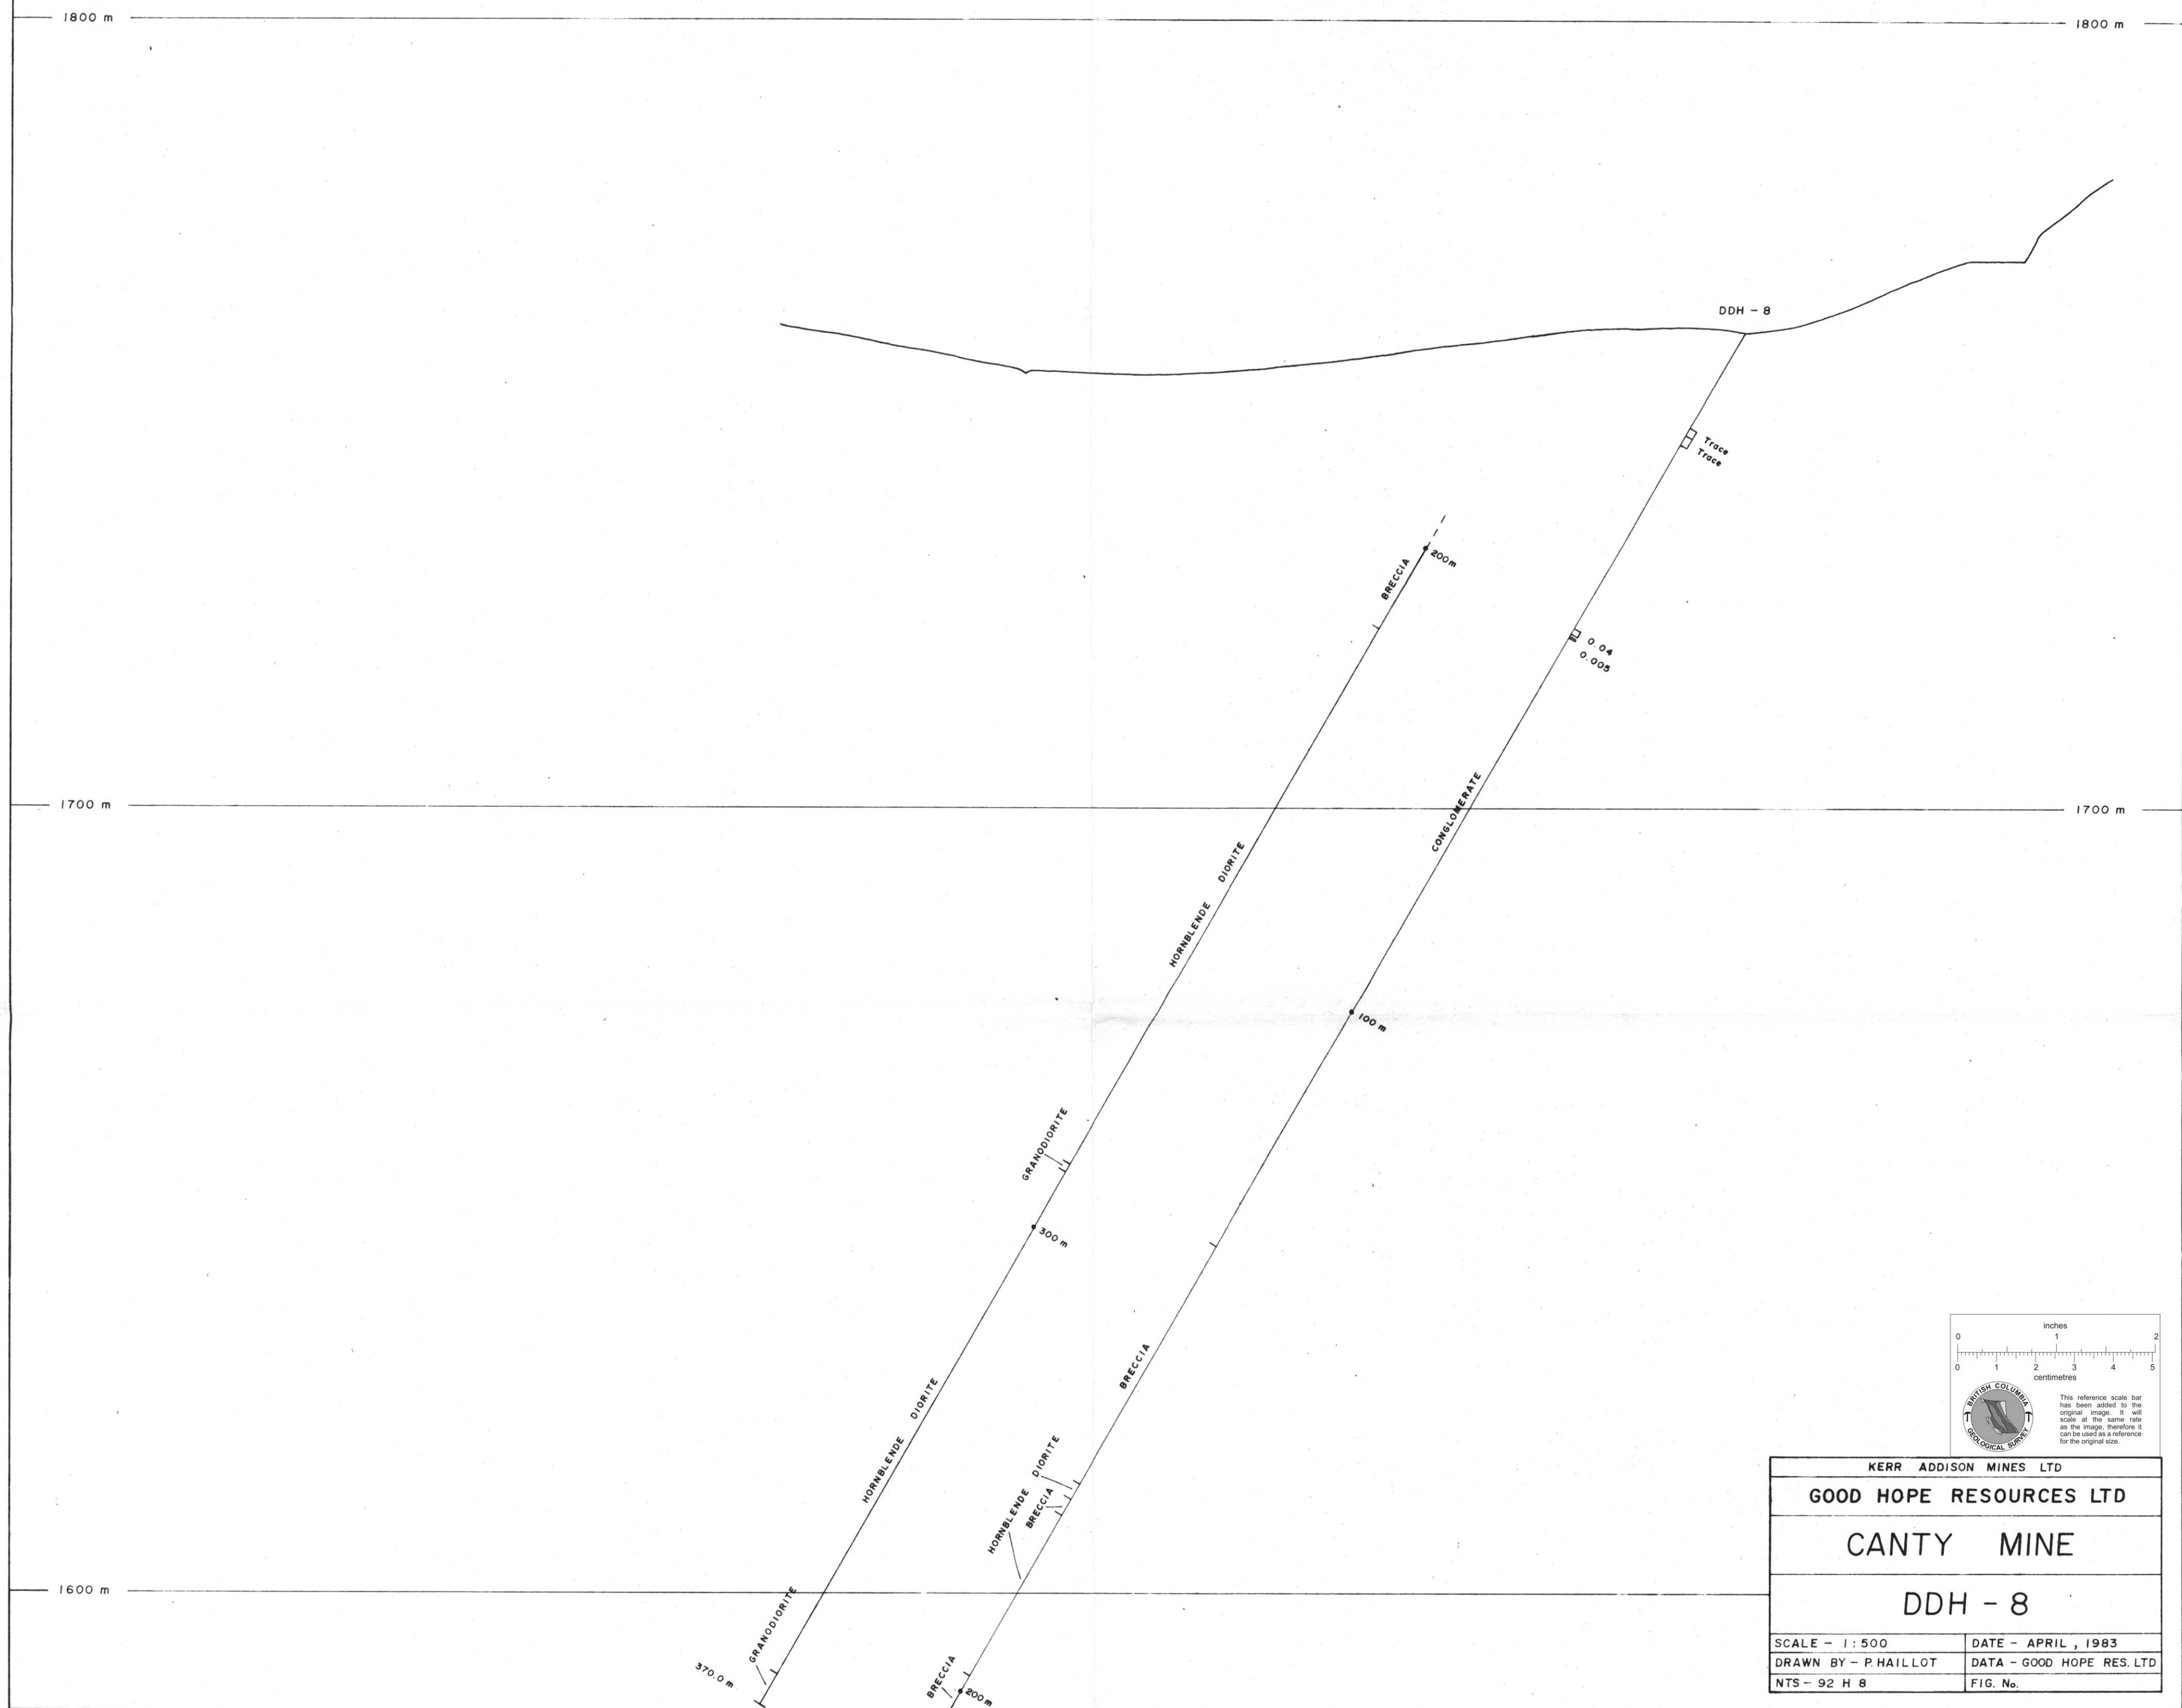 1800 m
1800 m
DDH - 8
Trace
Trace
200m
BRECCIA
0.04
0.005
1700 m
1700 m
CONGLOMERATE
HORNBLENDE DIORITE
100 m
GRANODIORITE
300 m
BRECCIA
HORNBLENDE DIORITE
HORNBLENDE DIORITE
BRECCIA
1600 m
GRANODIORITE
370.0 m
BRECCIA
200m
inches
0 1 2
0 1 2 3 4 5
centimetres
BRITISH COLUMBIA
GEOLOGICAL SURVEY
This reference scale bar
has been added to the
original image. It will
scale at the same rate
as the image, therefore it
can be used as a reference
for the original size.
KERR ADDISON MINES LTD
GOOD HOPE RESOURCES LTD
CANTY MINE
DDH - 8
SCALE - 1:500
DATE - APRIL, 1983
DRAWN BY - P. HAILLOT
DATA - GOOD HOPE RES. LTD
NTS - 92 H 8
FIG. No.